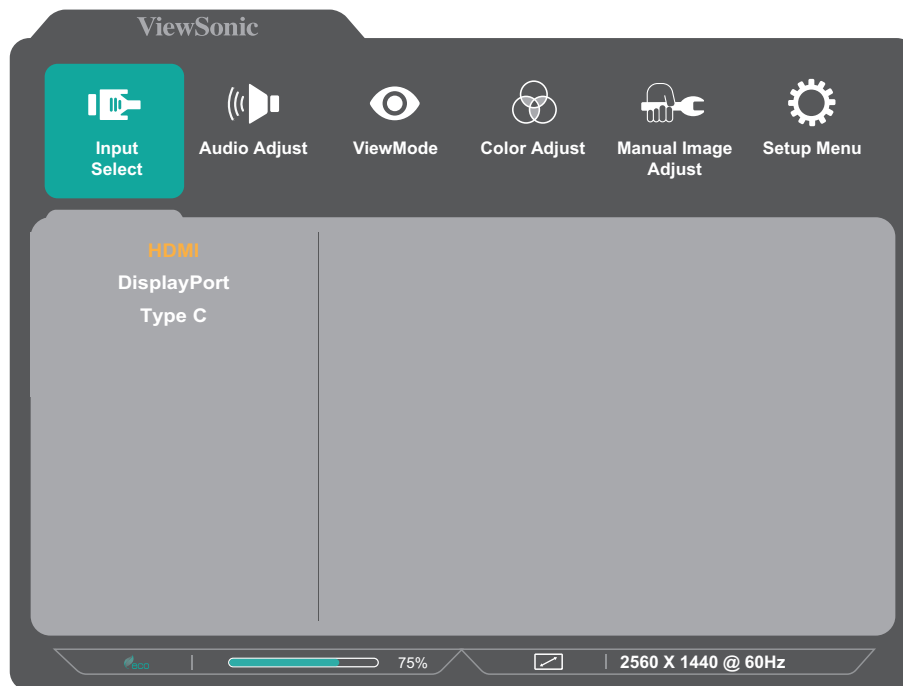 ViewSonic
Input
Select
Audio Adjust
ViewMode
Color Adjust
Manual Image
Adjust
Setup Menu
HDMI
DisplayPort
Type C
ECO
75%
2560 X 1440 @ 60Hz